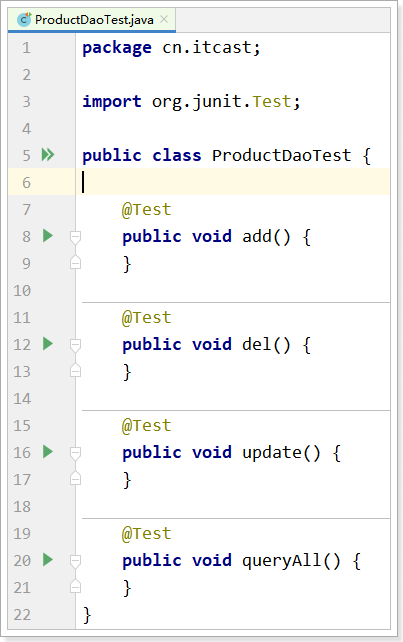 ProductDaoTest.java
1 package cn.itcast;
2
3 import org.junit.Test;
4
5 public class ProductDaoTest {
6
7 @Test
8 public void add() {
9 }
10
11 @Test
12 public void del() {
13 }
14
15 @Test
16 public void update() {
17 }
18
19 @Test
20 public void queryAll() {
21 }
22 }